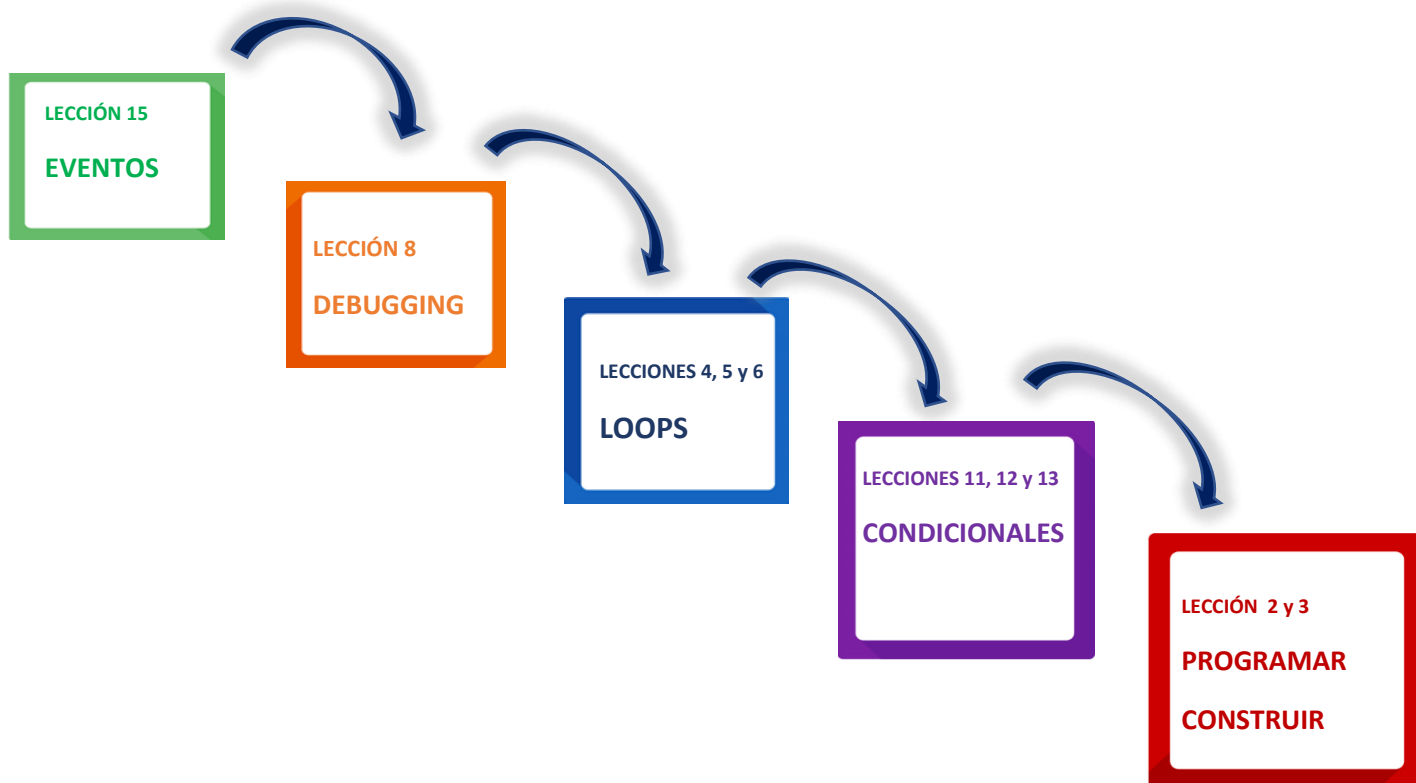 LECCIÓN 15
EVENTOS
LECCIÓN 8
DEBUGGING
LECCIONES 4, 5 y 6
LOOPS
LECCIONES 11, 12 y 13
CONDICIONALES
LECCIÓN 2 y 3
PROGRAMAR
CONSTRUIR